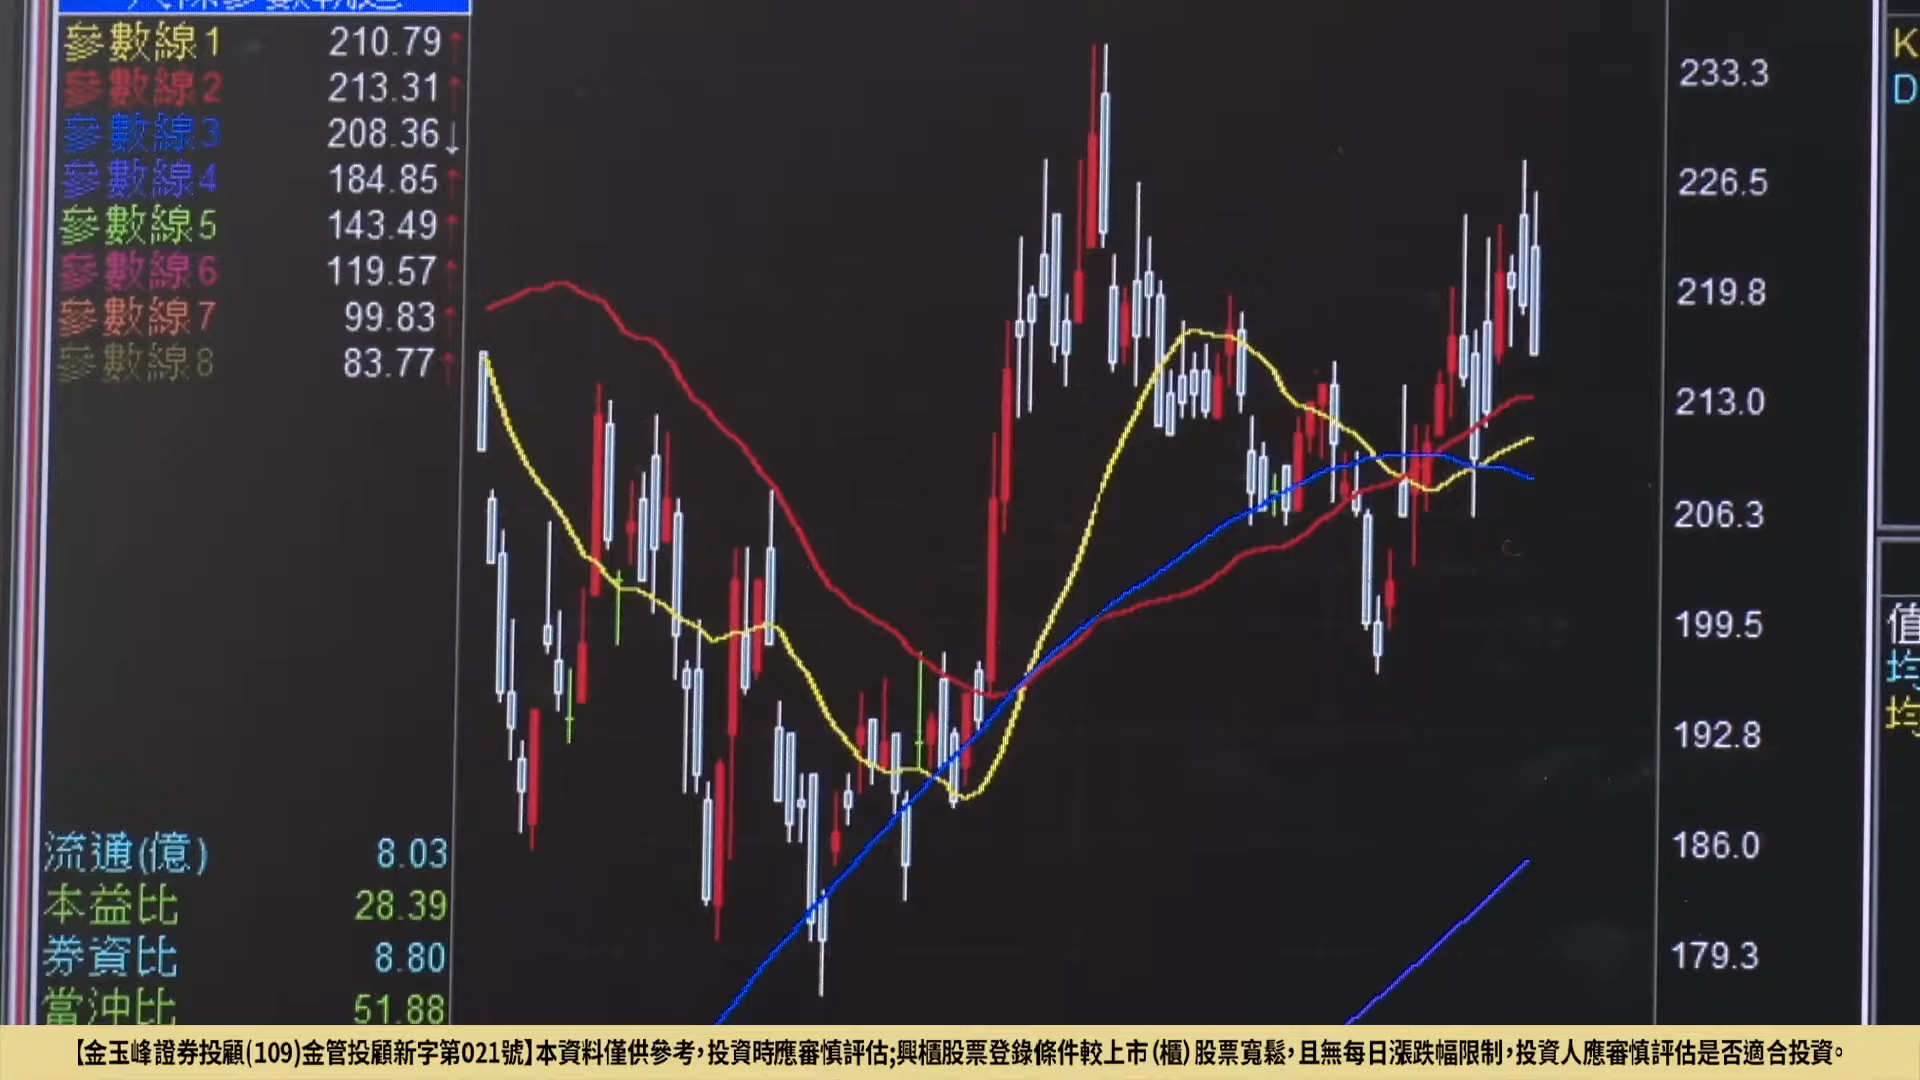 參數線1 210.79↑
參數線2 213.31↑
參數線3 208.36↓
參數線4 184.85↑
參數線5 143.49↑
參數線6 119.57↑
參數線7 99.83↑
參數線8 83.77↑
流通(億) 8.03
本益比 28.39
券資比 8.80
當沖比 51.88
233.3
226.5
219.8
213.0
206.3
199.5
192.8
186.0
179.3
K
D
值
均
均
【金玉峰證券投顧(109)金管投顧新字第021號】本資料僅供參考,投資時應審慎評估;興櫃股票登錄條件較上市(櫃)股票寬鬆,且無每日漲跌幅限制,投資人應審慎評估是否適合投資。